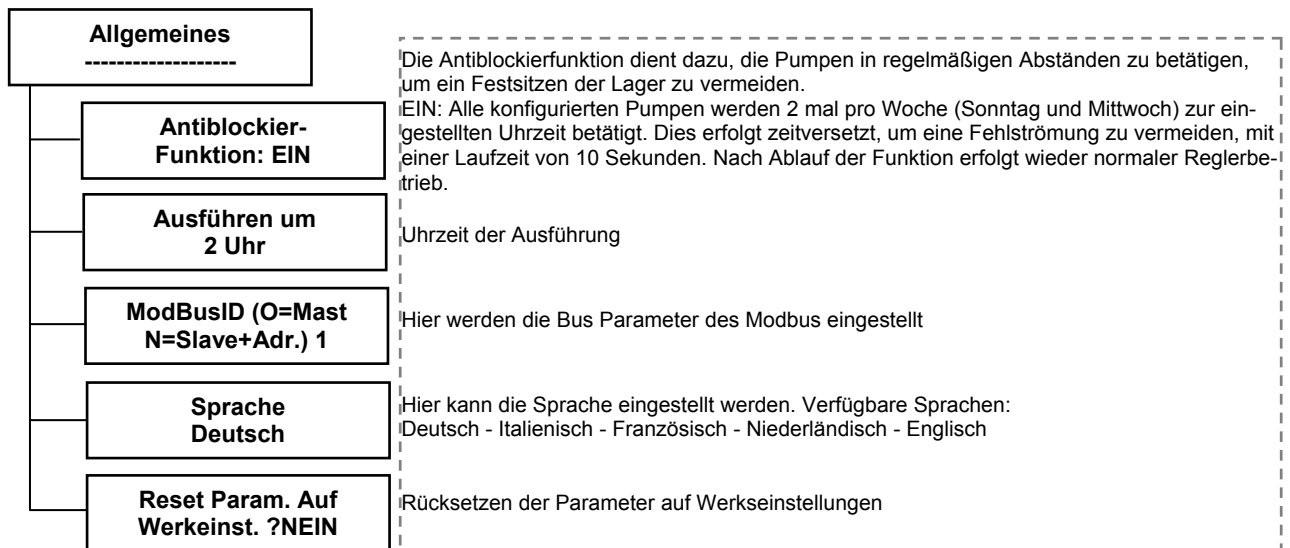 Allgemeines
-------------------
Die Antiblockierfunktion dient dazu, die Pumpen in regelmäßigen Abständen zu betätigen,
um ein Festsitzen der Lager zu vermeiden.
Antiblockier-
Funktion: EIN
EIN: Alle konfigurierten Pumpen werden 2 mal pro Woche (Sonntag und Mittwoch) zur ein-
gestellten Uhrzeit betätigt. Dies erfolgt zeitversetzt, um eine Fehlströmung zu vermeiden, mit
einer Laufzeit von 10 Sekunden. Nach Ablauf der Funktion erfolgt wieder normaler Reglerbe-
trieb.
Ausführen um
2 Uhr
Uhrzeit der Ausführung
ModBusID (O=Mast
N=Slave+Adr.) 1
Hier werden die Bus Parameter des Modbus eingestellt
Sprache
Deutsch
Hier kann die Sprache eingestellt werden. Verfügbare Sprachen:
Deutsch - Italienisch - Französisch - Niederländisch - Englisch
Reset Param. Auf
Werkeinst. ?NEIN
Rücksetzen der Parameter auf Werkseinstellungen